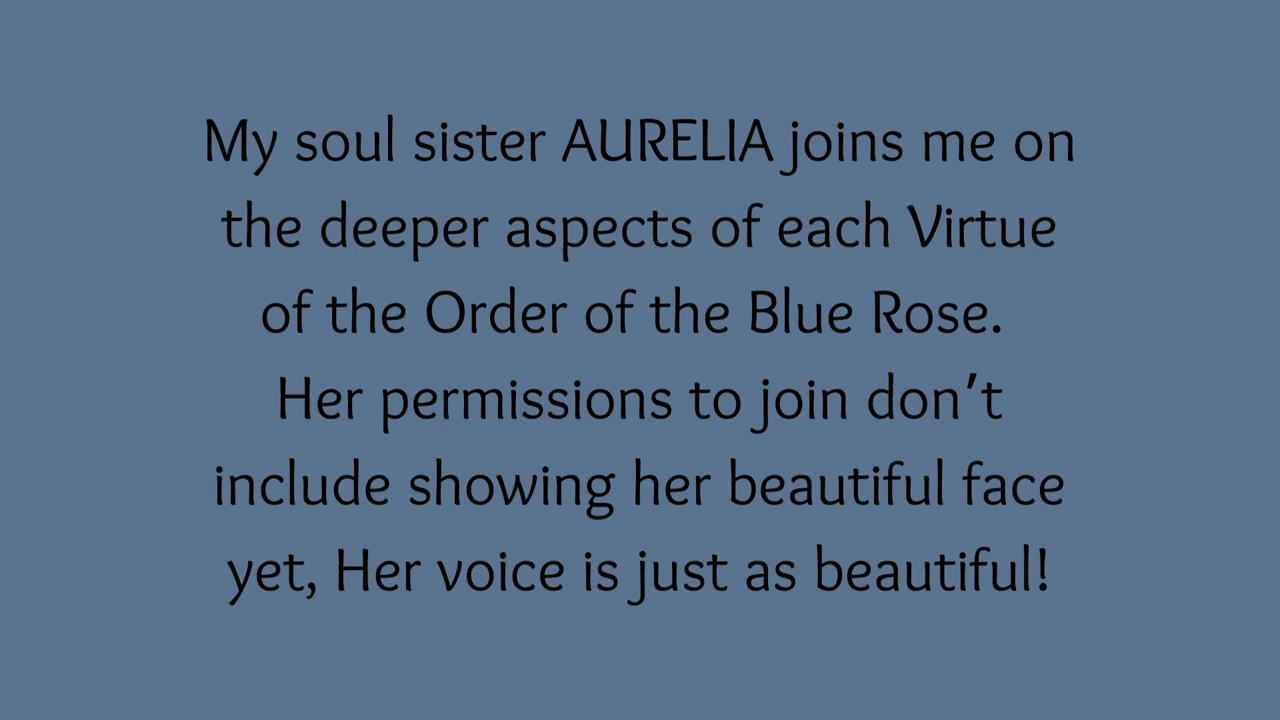 My soul sister AURELIA joins me on
the deeper aspects of each Virtue
of the Order of the Blue Rose.
Her permissions to join don't
include showing her beautiful face
yet, Her voice is just as beautiful!